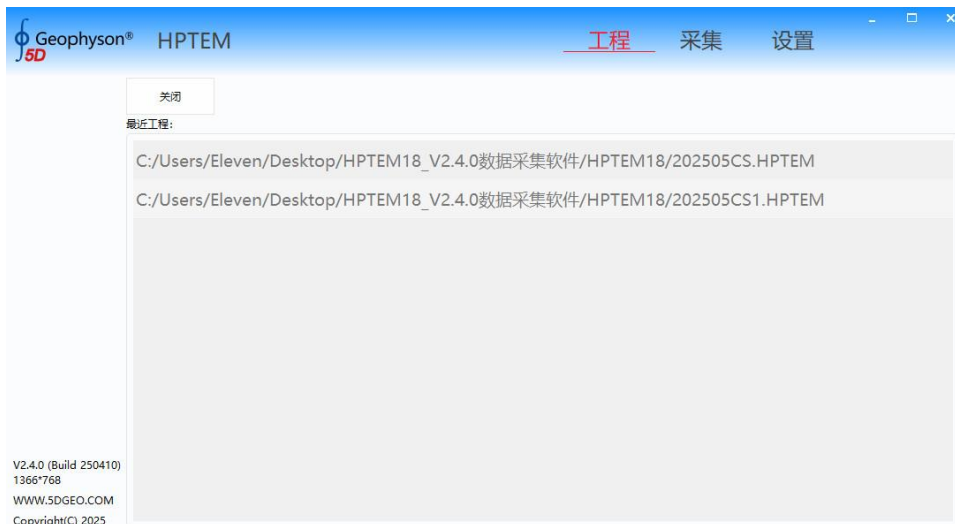 Geophyson®
5D
HPTEM
工程 采集 设置
关闭
最近工程:
C:/Users/Eleven/Desktop/HPTEM18_V2.4.0数据采集软件/HPTEM18/202505CS.HPTEM
C:/Users/Eleven/Desktop/HPTEM18_V2.4.0数据采集软件/HPTEM18/202505CS1.HPTEM
V2.4.0 (Build 250410)
1366*768
WWW.5DGEO.COM
Copyright(C) 2025